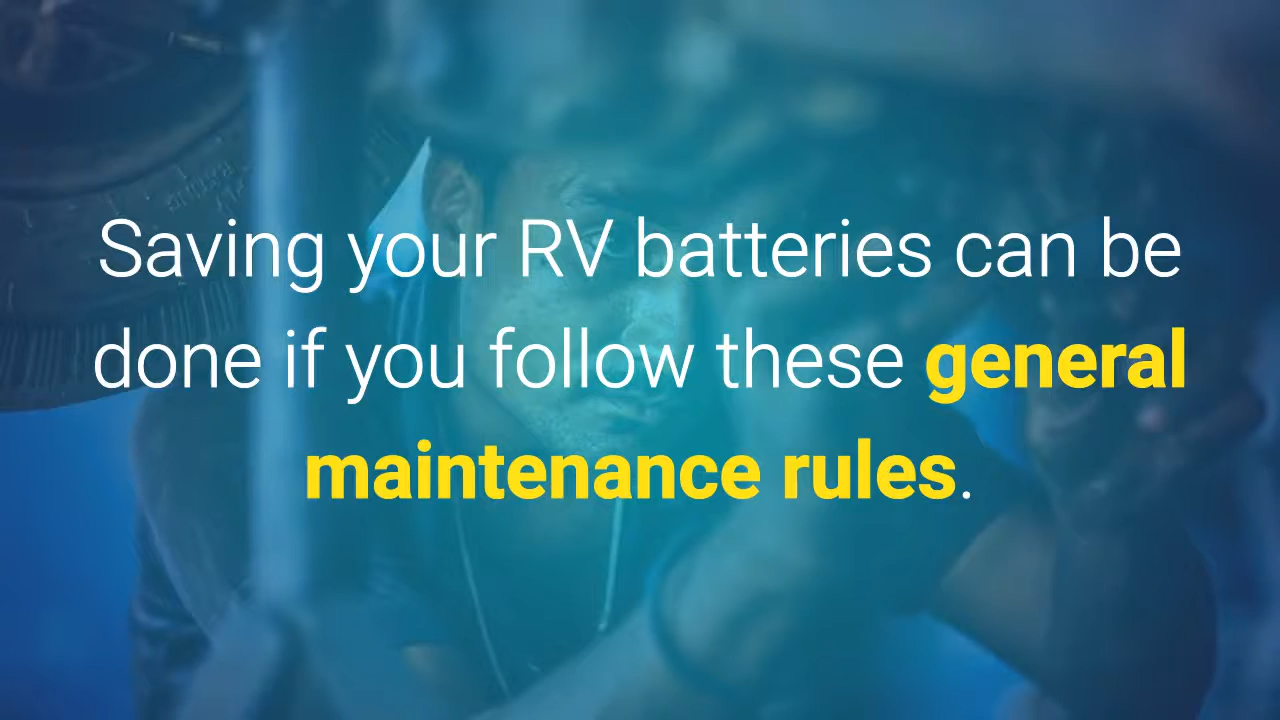 Saving your RV batteries can be
done if you follow these general
maintenance rules.